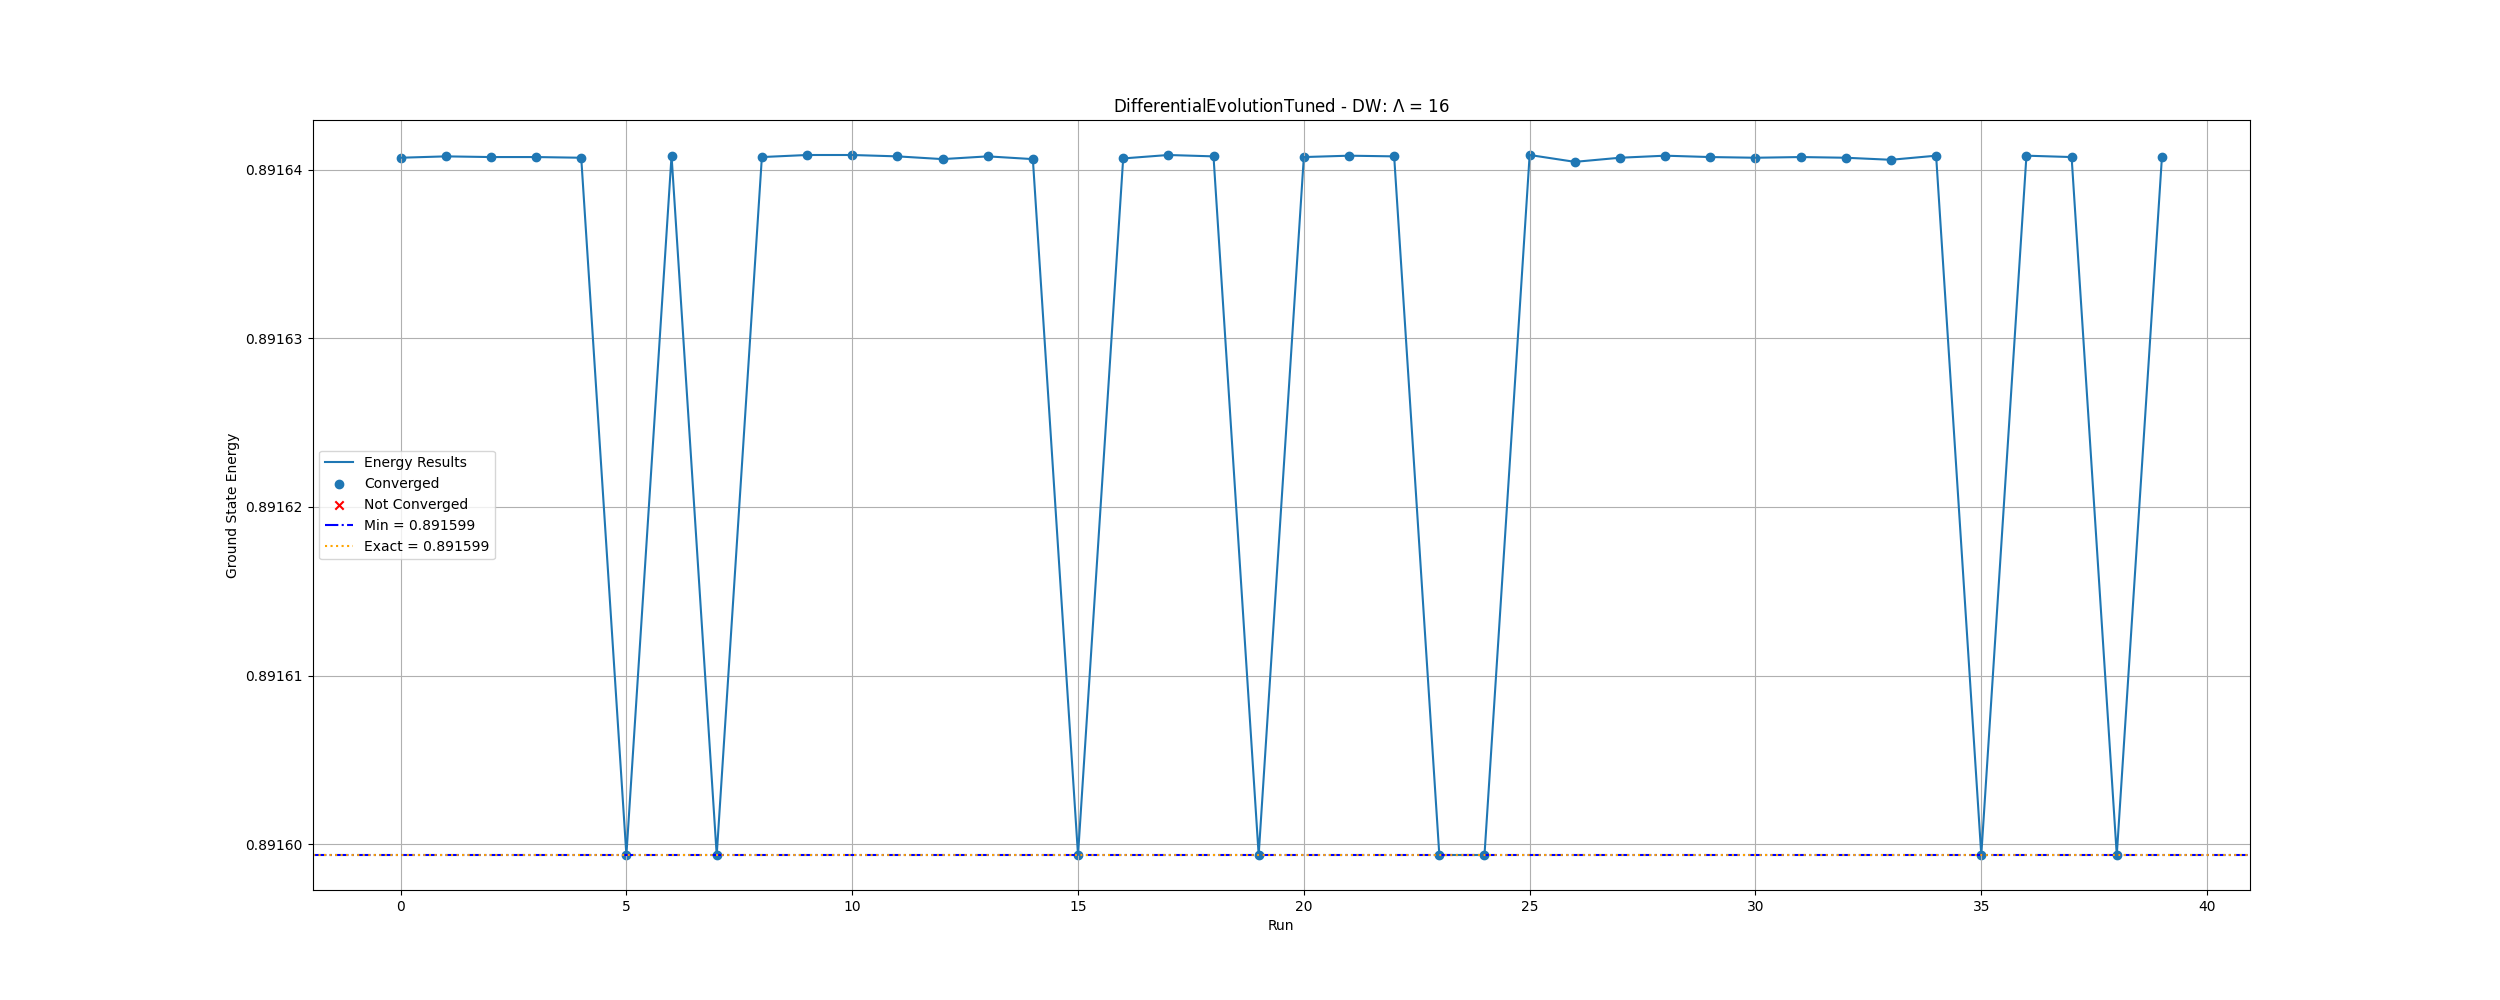 DifferentialEvolutionTuned - DW: Λ = 16
Ground State Energy
0.89164
0.89163
0.89162
0.89161
0.89160
Energy Results
Converged
Not Converged
Min = 0.891599
Exact = 0.891599
0 5 10 15 20 25 30 35 40
Run